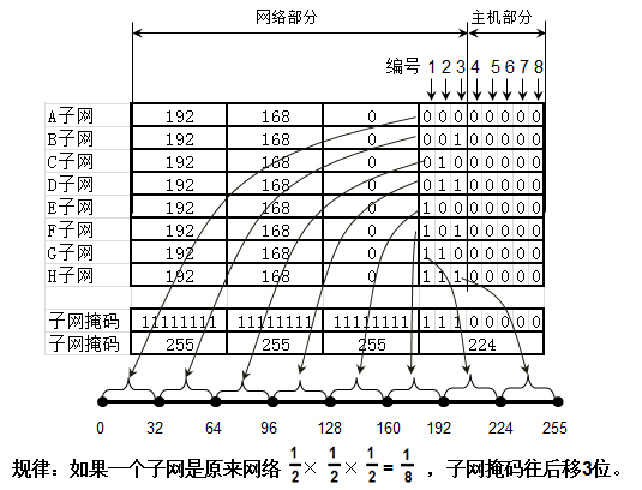 网络部分 主机部分
编号 1 2 3 4 5 6 7 8
A子网 192 168 0 0 0 0 0 0 0 0 0
B子网 192 168 0 0 0 1 0 0 0 0 0
C子网 192 168 0 0 1 0 0 0 0 0 0
D子网 192 168 0 0 1 1 0 0 0 0 0
E子网 192 168 0 1 0 0 0 0 0 0 0
F子网 192 168 0 1 0 1 0 0 0 0 0
G子网 192 168 0 1 1 0 0 0 0 0 0
H子网 192 168 0 1 1 1 0 0 0 0 0
子网掩码 11111111 11111111 11111111 1 1 1 0 0 0 0 0
子网掩码 255 255 255 224
0 32 64 96 128 160 192 224 255
规律：如果一个子网是原来网络 1/2 × 1/2 × 1/2 = 1/8 ，子网掩码往后移3位。